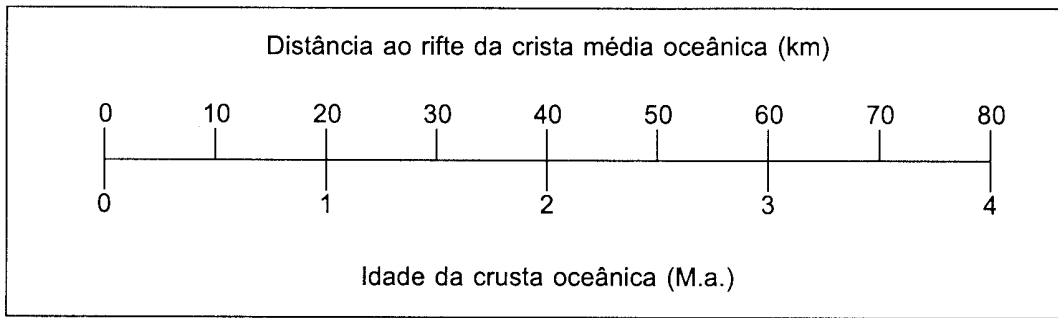 Distância ao rifte da crista média oceânica (km)
0 10 20 30 40 50 60 70 80
0 1 2 3 4
Idade da crusta oceânica (M.a.)